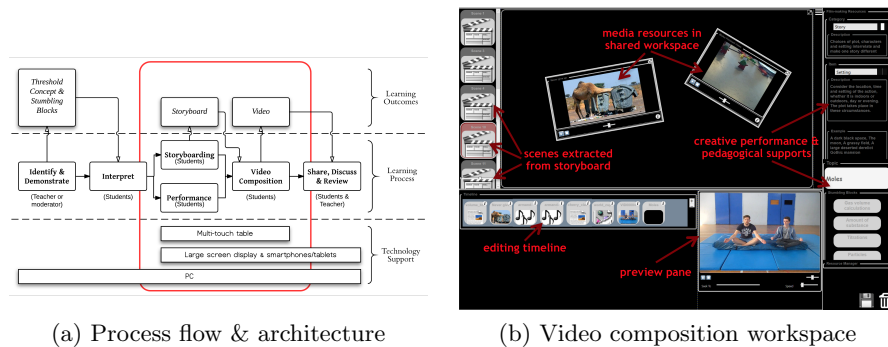 Threshold
Concept &
Stumbling
Blocks
Storyboard
Video
Learning
Outcomes
Identify &
Demonstrate
(Teacher or
moderator)
Interpret
(Students)
Storyboarding
(Students)
Performance
(Students)
Video
Composition
(Students)
Share, Discuss
& Review
(Students &
Teacher)
Learning
Process
Multi-touch table
Large screen display & smartphones/tablets
PC
Technology
Support
(a) Process flow & architecture
media resources in
shared workspace
scenes extracted
from storyboard
creative performance &
pedagogical supports
editing timeline
preview pane
Story
Setting
Topic
Moles
(b) Video composition workspace